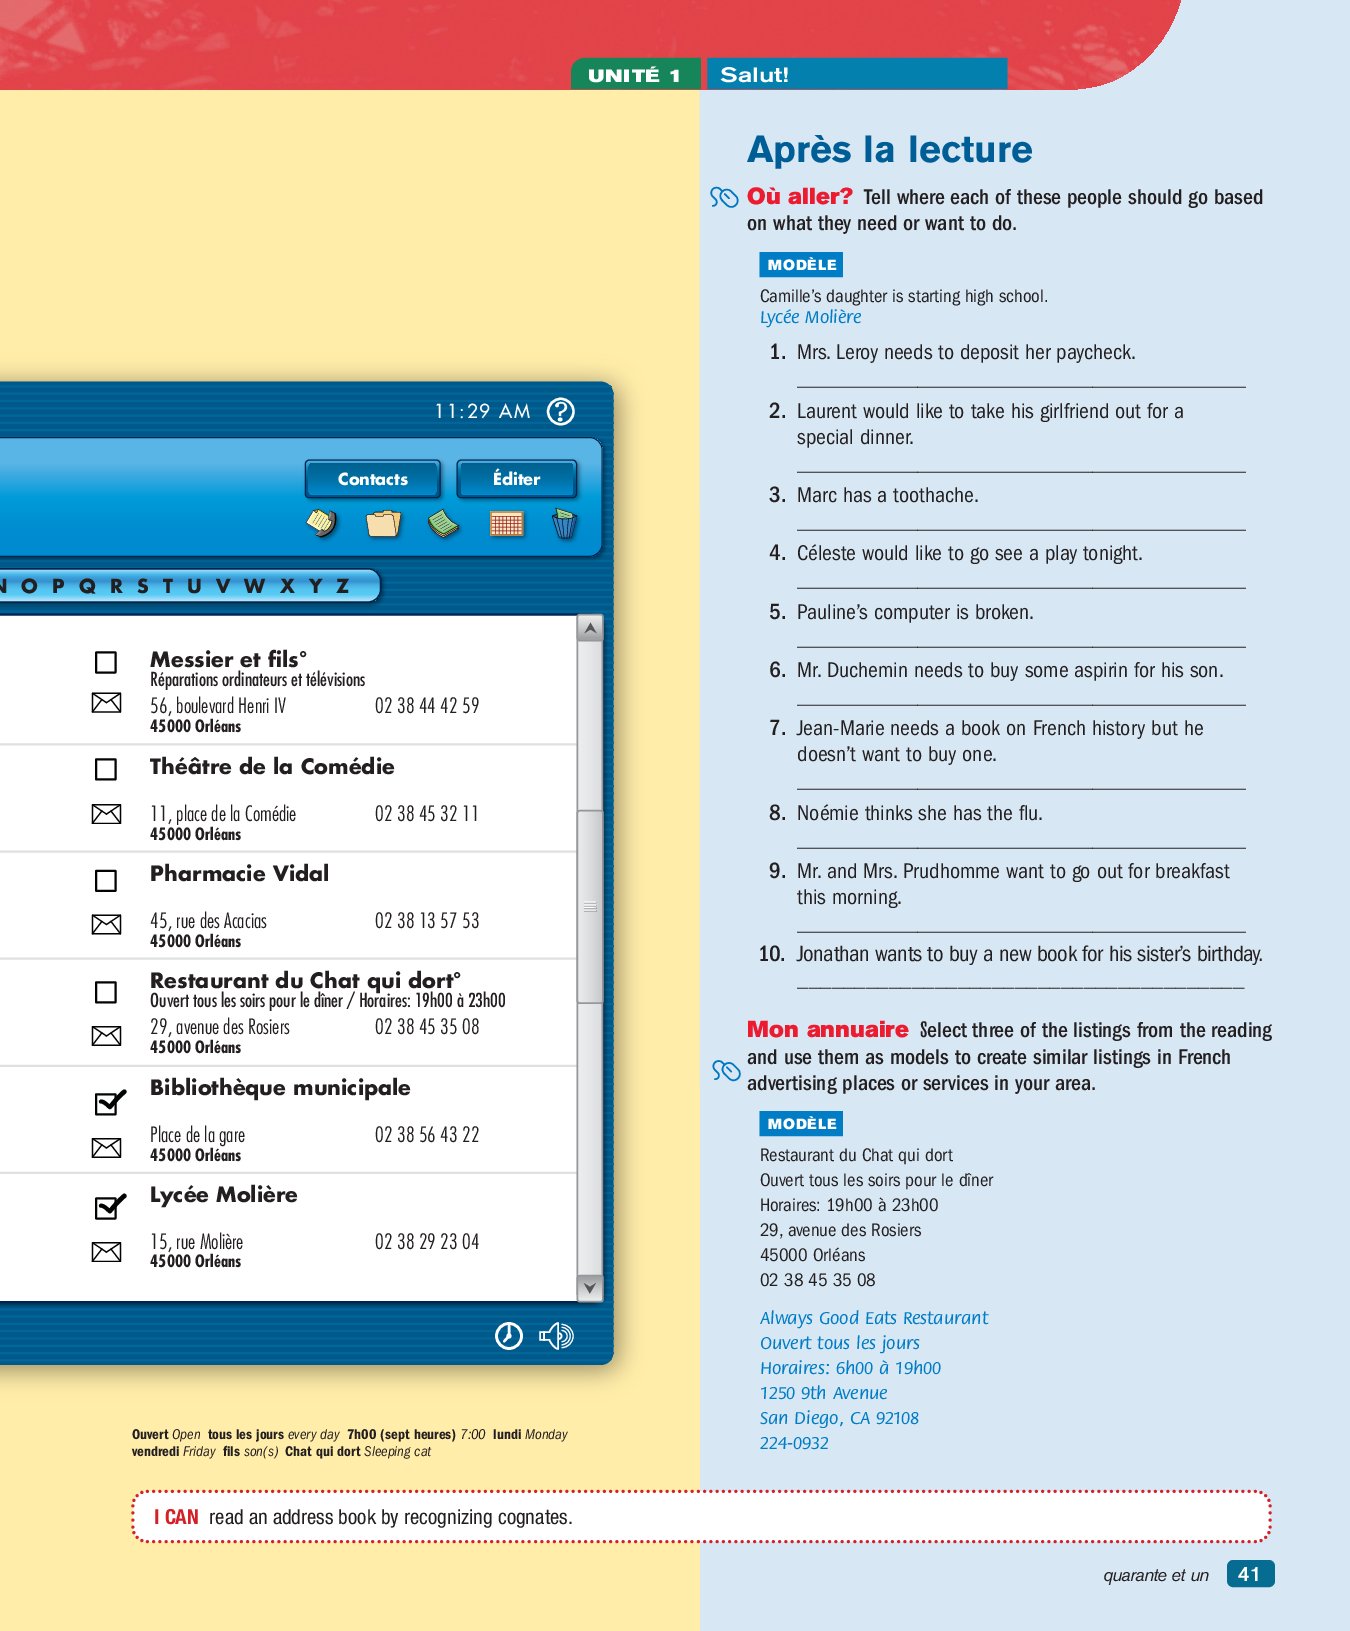 UNITÉ 1 Salut!
11:29 AM
Contacts Éditer
N O P Q R S T U V W X Y Z
Messier et fils°
Réparations ordinateurs et télévisions
56, boulevard Henri IV 02 38 44 42 59
45000 Orléans
Théâtre de la Comédie
11, place de la Comédie 02 38 45 32 11
45000 Orléans
Pharmacie Vidal
45, rue des Acacias 02 38 13 57 53
45000 Orléans
Restaurant du Chat qui dort°
Ouvert tous les soirs pour le dîner / Horaires: 19h00 à 23h00
29, avenue des Rosiers 02 38 45 35 08
45000 Orléans
Bibliothèque municipale
Place de la gare 02 38 56 43 22
45000 Orléans
Lycée Molière
15, rue Molière 02 38 29 23 04
45000 Orléans
Ouvert Open tous les jours every day 7h00 (sept heures) 7:00 lundi Monday
vendredi Friday fils son(s) Chat qui dort Sleeping cat
Après la lecture
Où aller? Tell where each of these people should go based
on what they need or want to do.
MODÈLE
Camille's daughter is starting high school.
Lycée Molière
1. Mrs. Leroy needs to deposit her paycheck.
2. Laurent would like to take his girlfriend out for a
special dinner.
3. Marc has a toothache.
4. Céleste would like to go see a play tonight.
5. Pauline's computer is broken.
6. Mr. Duchemin needs to buy some aspirin for his son.
7. Jean-Marie needs a book on French history but he
doesn't want to buy one.
8. Noémie thinks she has the flu.
9. Mr. and Mrs. Prudhomme want to go out for breakfast
this morning.
10. Jonathan wants to buy a new book for his sister's birthday.
Mon annuaire Select three of the listings from the reading
and use them as models to create similar listings in French
advertising places or services in your area.
MODÈLE
Restaurant du Chat qui dort
Ouvert tous les soirs pour le dîner
Horaires: 19h00 à 23h00
29, avenue des Rosiers
45000 Orléans
02 38 45 35 08
Always Good Eats Restaurant
Ouvert tous les jours
Horaires: 6h00 à 19h00
1250 9th Avenue
San Diego, CA 92108
224-0932
I CAN read an address book by recognizing cognates.
quarante et un 41